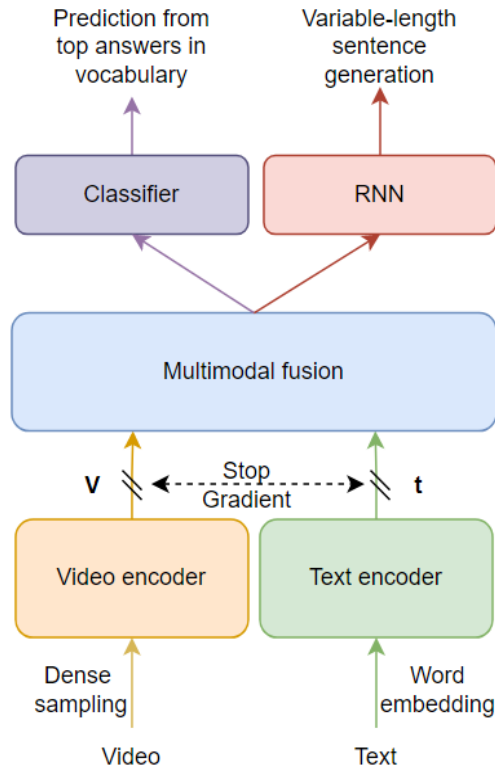 Prediction from
top answers in
vocabulary
Variable-length
sentence
generation
Classifier
RNN
Multimodal fusion
V
Stop
Gradient
t
Video encoder
Text encoder
Dense
sampling
Word
embedding
Video
Text